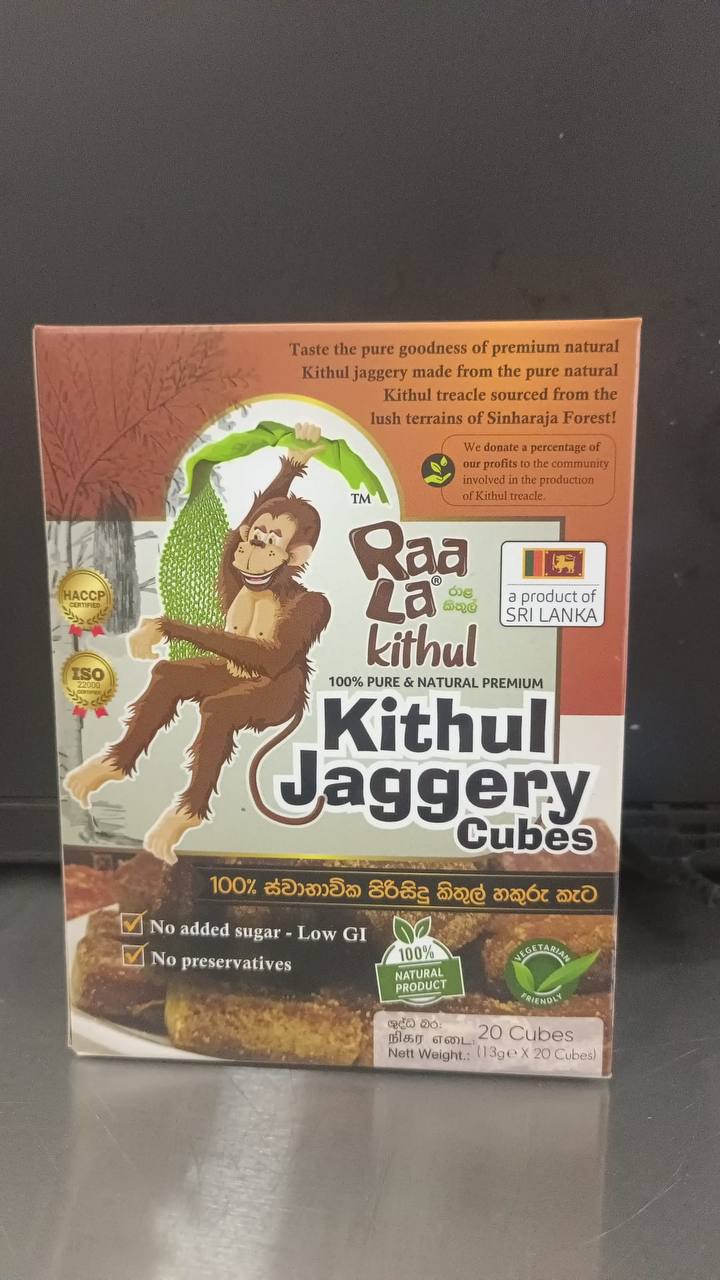 Taste the pure goodness of premium natural
Kithul jaggery made from the pure natural
Kithul treacle sourced from the
lush terrains of Sinharaja Forest!
We donate a percentage of
our profits to the community
involved in the production
of Kithul treacle.
TM
Raa
La®
රාළ
කිතුල්
kithul
a product of
SRI LANKA
HACCP
CERTIFIED
ISO
22000
CERTIFIED
100% PURE & NATURAL PREMIUM
Kithul
Jaggery
Cubes
100% ස්වාභාවික පිරිසිදු කිතුල් හකුරු කැට
No added sugar - Low GI
No preservatives
100%
NATURAL
PRODUCT
VEGETARIAN
FRIENDLY
ශුද්ධ බර:
நிகர எடை.:
Nett Weight.:
20 Cubes
(13g℮ X 20 Cubes)